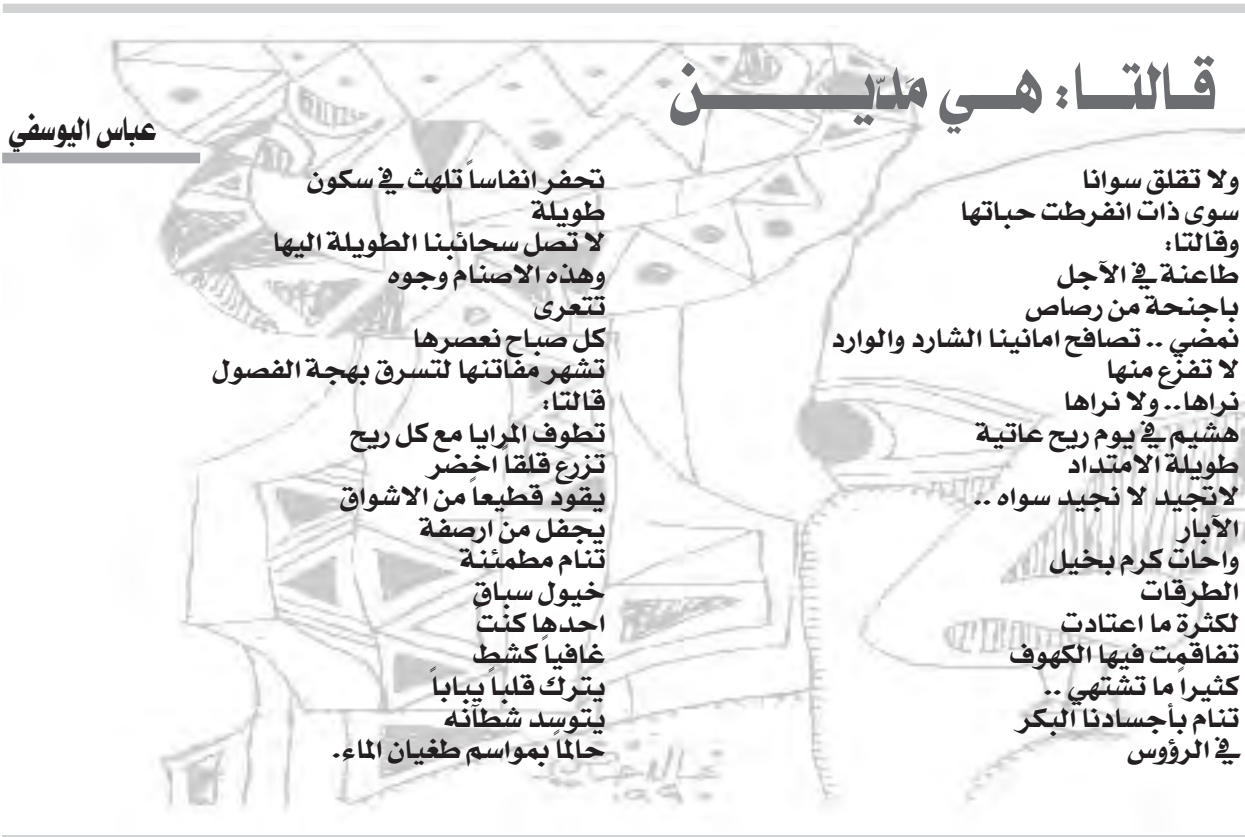 قالتا: هي مَديّن
عباس اليوسفي
ولا تقلق سوانا
سوى ذات انفرطت حباتها
وقالتا:
طاعنة في الآجل
باجنحة من رصاص
نمضي .. تصافح امانينا الشارد والوارد
لا تفزع منها
نراها.. ولا نراها
هشيم في يوم ريح عاتية
طويلة الامتداد
لاتجيد لا نجيد سواه ..
الآبار
واحات كرم بخيل
الطرقات
لكثرة ما اعتادت
تفاقمت فيها الكهوف
كثيراً ما تشتهي ..
تنام بأجسادنا البكر
في الرؤوس
تحفر انفاساً تلهث في سكون
طويلة
لا تصل سحائبنا الطويلة اليها
وهذه الاصنام وجوه
تتعرى
كل صباح نعصرها
تشهر مفاتنها لتسرق بهجة الفصول
قالتا:
تطوف المرايا مع كل ريح
تزرع قلقاً اخضر
يقود قطيعاً من الاشواق
يجفل من ارصفة
تنام مطمئنة
خيول سباق
احدها كنت
غافياً كشط
يترك قلباً يباباً
يتوسد شطآنه
حالماً بمواسم طغيان الماء.